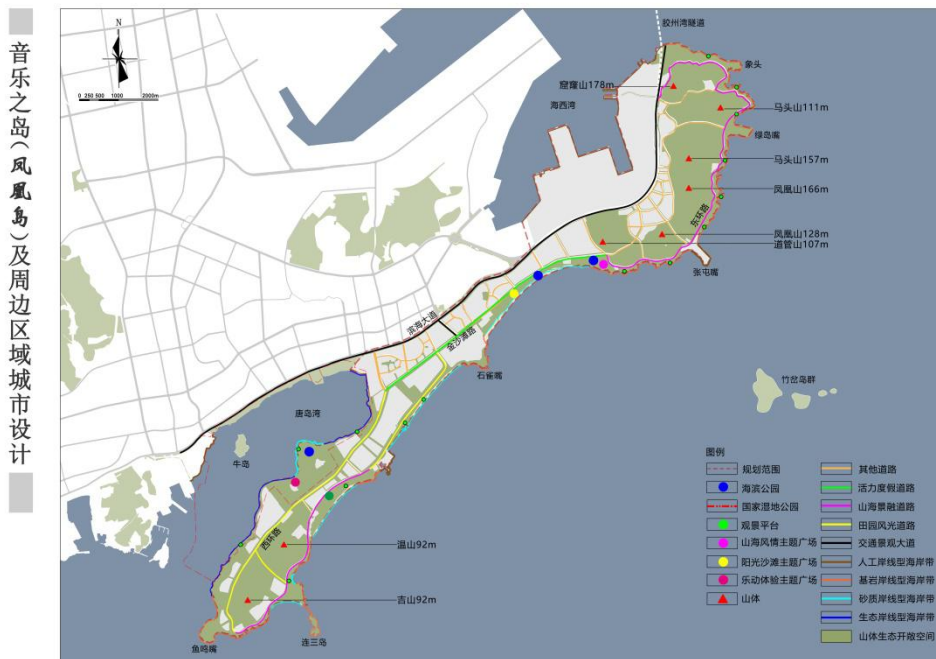 音乐之岛（凤凰岛）及周边区域城市设计
N
0 250 500 1000 2000m
胶州湾隧道
象头
窟窿山178m
海西湾
马头山111m
绿岛嘴
马头山157m
凤凰山166m
东环路
凤凰山128m
道管山107m
张屯嘴
滨海大道
金沙滩路
石雀嘴
竹岔岛群
唐岛湾
牛岛
西环路
温山92m
吉山92m
鱼鸣嘴
连三岛
图例
规划范围
海滨公园
国家湿地公园
观景平台
山海风情主题广场
阳光沙滩主题广场
乐动体验主题广场
山体
其他道路
活力度假道路
山海景融道路
田园风光道路
交通景观大道
人工岸线型海岸带
基岩岸线型海岸带
砂质岸线型海岸带
生态岸线型海岸带
山体生态开敞空间